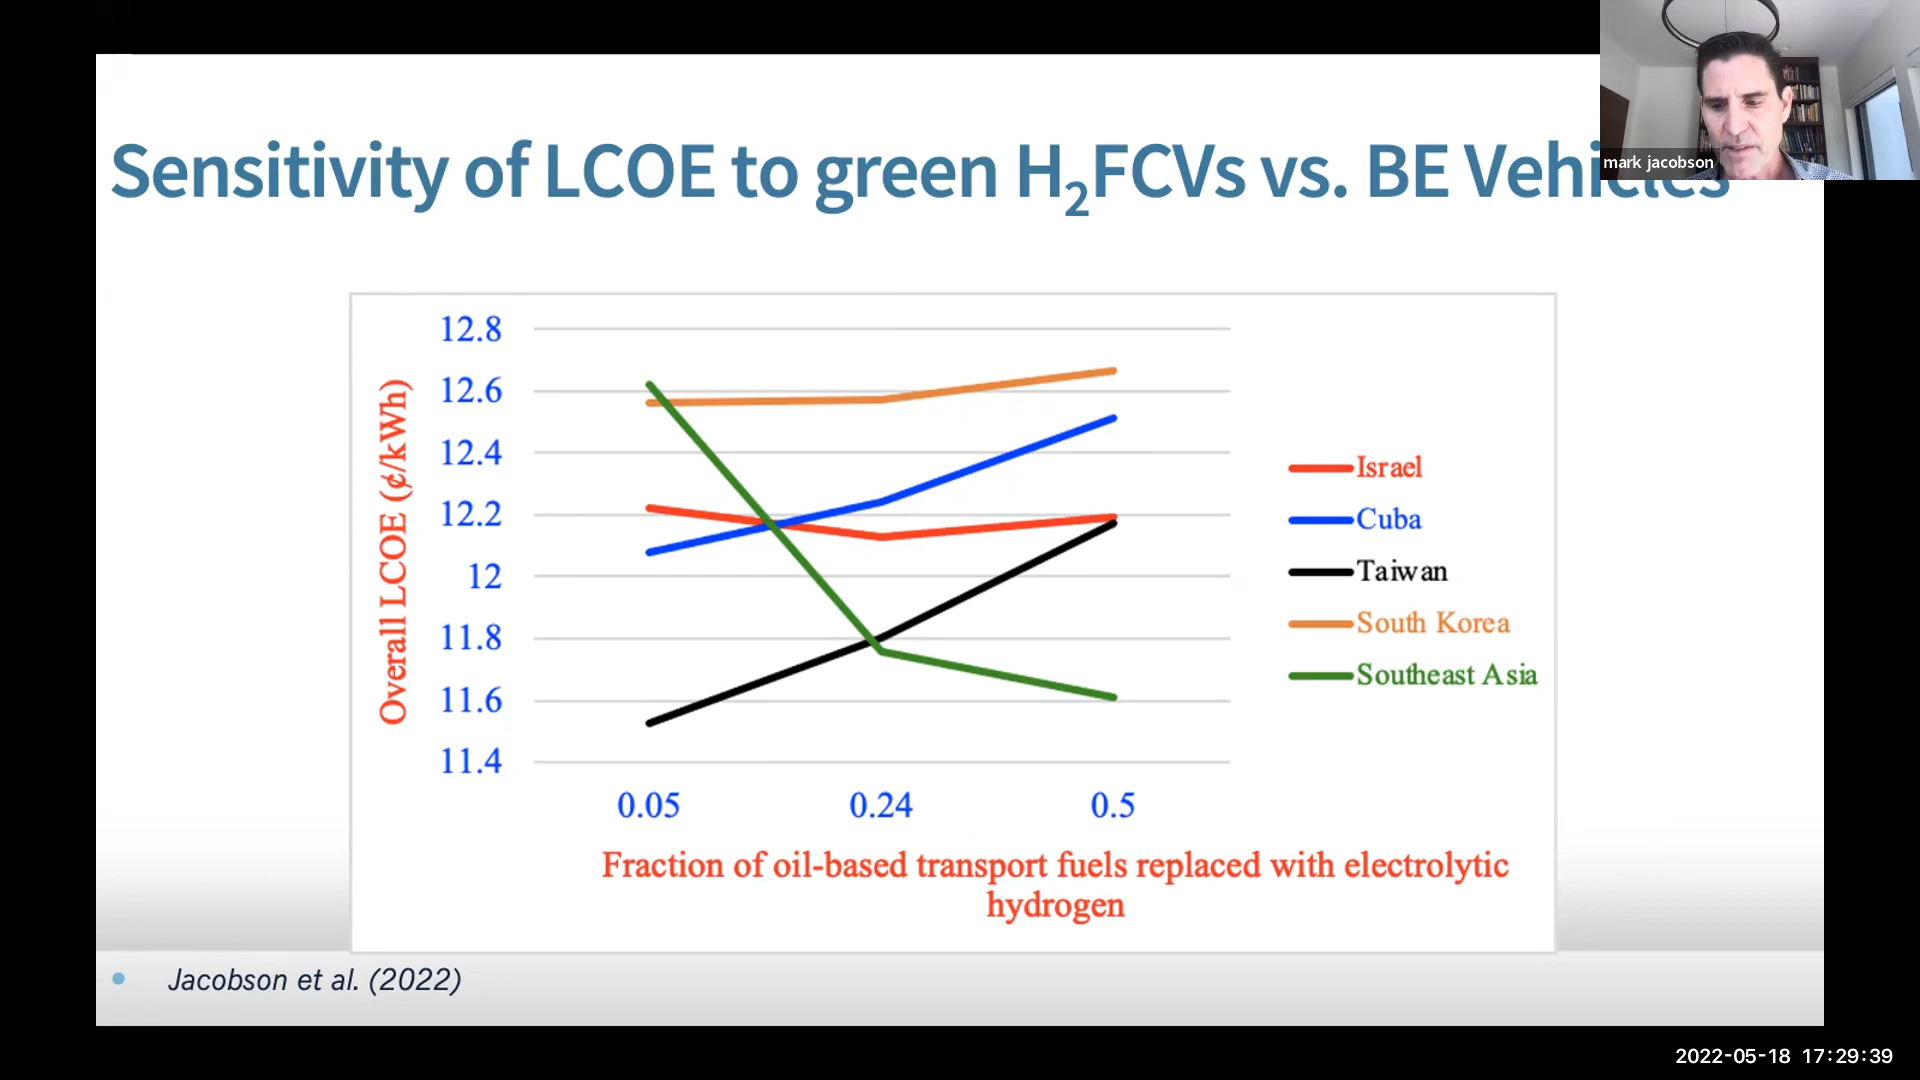 Sensitivity of LCOE to green H₂FCVs vs. BE Vehicles
mark jacobson
Overall LCOE (¢/kWh)
12.8
12.6
12.4
12.2
12
11.8
11.6
11.4
0.05 0.24 0.5
Fraction of oil-based transport fuels replaced with electrolytic
hydrogen
Israel
Cuba
Taiwan
South Korea
Southeast Asia
• Jacobson et al. (2022)
2022-05-18 17:29:39